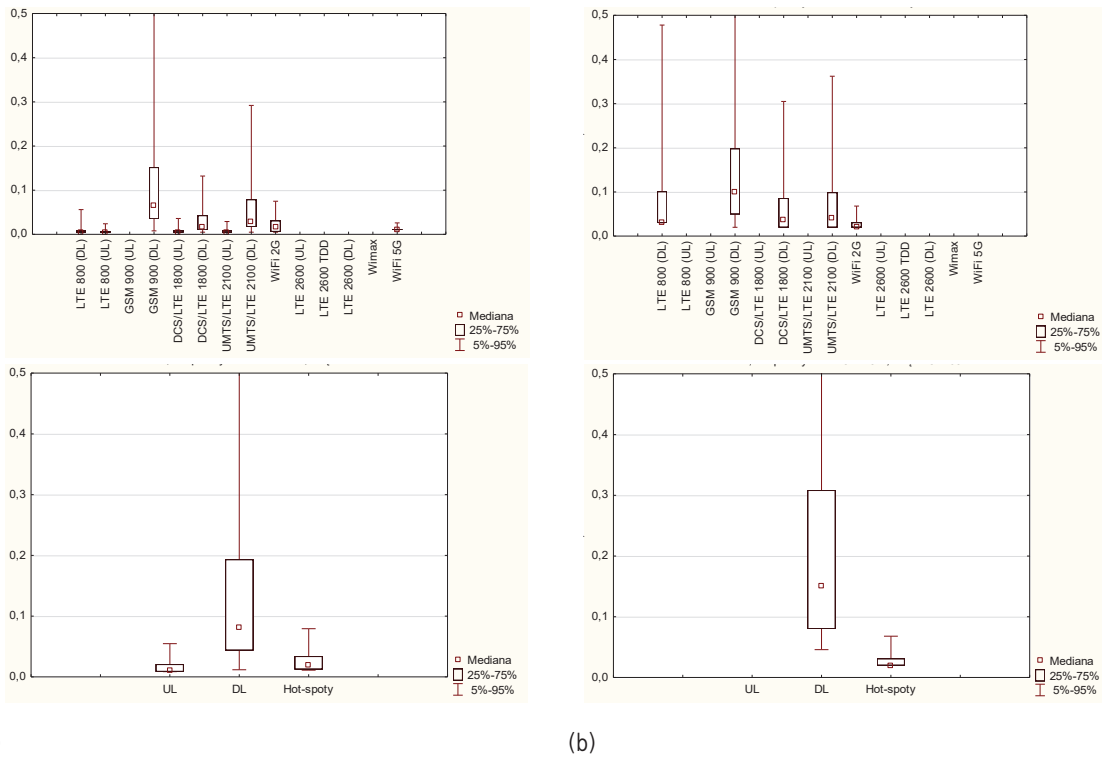 0,5
0,4
0,3
0,2
0,1
0,0
LTE 800 (DL)
LTE 800 (UL)
GSM 900 (UL)
GSM 900 (DL)
DCS/LTE 1800 (UL)
DCS/LTE 1800 (DL)
UMTS/LTE 2100 (UL)
UMTS/LTE 2100 (DL)
WiFi 2G
LTE 2600 (UL)
LTE 2600 TDD
LTE 2600 (DL)
Wimax
WiFi 5G
Mediana
25%-75%
5%-95%
0,5
0,4
0,3
0,2
0,1
0,0
LTE 800 (DL)
LTE 800 (UL)
GSM 900 (UL)
GSM 900 (DL)
DCS/LTE 1800 (UL)
DCS/LTE 1800 (DL)
UMTS/LTE 2100 (UL)
UMTS/LTE 2100 (DL)
WiFi 2G
LTE 2600 (UL)
LTE 2600 TDD
LTE 2600 (DL)
Wimax
WiFi 5G
Mediana
25%-75%
5%-95%
0,5
0,4
0,3
0,2
0,1
0,0
UL
DL
Hot-spoty
Mediana
25%-75%
5%-95%
0,5
0,4
0,3
0,2
0,1
0,0
UL
DL
Hot-spoty
Mediana
25%-75%
5%-95%
(b)